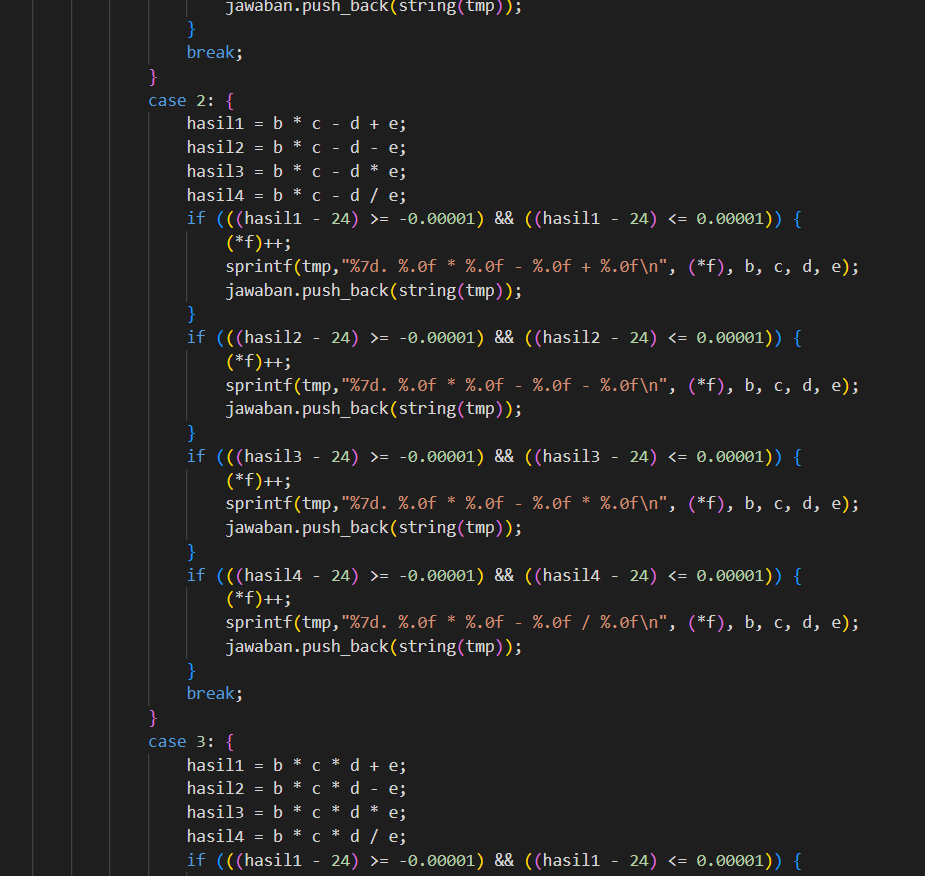 jawaban.push_back(string(tmp));
}
break;
}
case 2: {
hasil1 = b * c - d + e;
hasil2 = b * c - d - e;
hasil3 = b * c - d * e;
hasil4 = b * c - d / e;
if (((hasil1 - 24) >= -0.00001) && ((hasil1 - 24) <= 0.00001)) {
(*f)++;
sprintf(tmp,"%7d. %.0f * %.0f - %.0f + %.0f\n", (*f), b, c, d, e);
jawaban.push_back(string(tmp));
}
if (((hasil2 - 24) >= -0.00001) && ((hasil2 - 24) <= 0.00001)) {
(*f)++;
sprintf(tmp,"%7d. %.0f * %.0f - %.0f - %.0f\n", (*f), b, c, d, e);
jawaban.push_back(string(tmp));
}
if (((hasil3 - 24) >= -0.00001) && ((hasil3 - 24) <= 0.00001)) {
(*f)++;
sprintf(tmp,"%7d. %.0f * %.0f - %.0f * %.0f\n", (*f), b, c, d, e);
jawaban.push_back(string(tmp));
}
if (((hasil4 - 24) >= -0.00001) && ((hasil4 - 24) <= 0.00001)) {
(*f)++;
sprintf(tmp,"%7d. %.0f * %.0f - %.0f / %.0f\n", (*f), b, c, d, e);
jawaban.push_back(string(tmp));
}
break;
}
case 3: {
hasil1 = b * c * d + e;
hasil2 = b * c * d - e;
hasil3 = b * c * d * e;
hasil4 = b * c * d / e;
if (((hasil1 - 24) >= -0.00001) && ((hasil1 - 24) <= 0.00001)) {